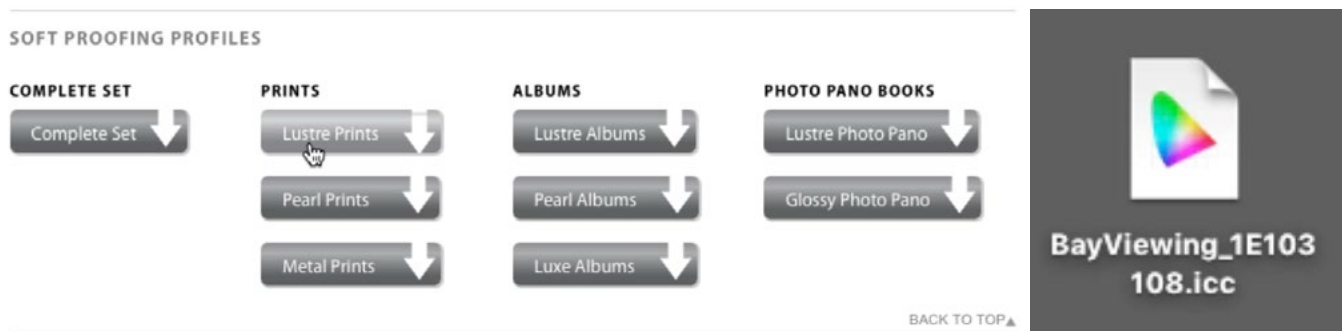 SOFT PROOFING PROFILES
COMPLETE SET
Complete Set
PRINTS
Lustre Prints
Pearl Prints
Metal Prints
ALBUMS
Lustre Albums
Pearl Albums
Luxe Albums
PHOTO PANO BOOKS
Lustre Photo Pano
Glossy Photo Pano
BACK TO TOP▲
BayViewing_1E103
108.icc